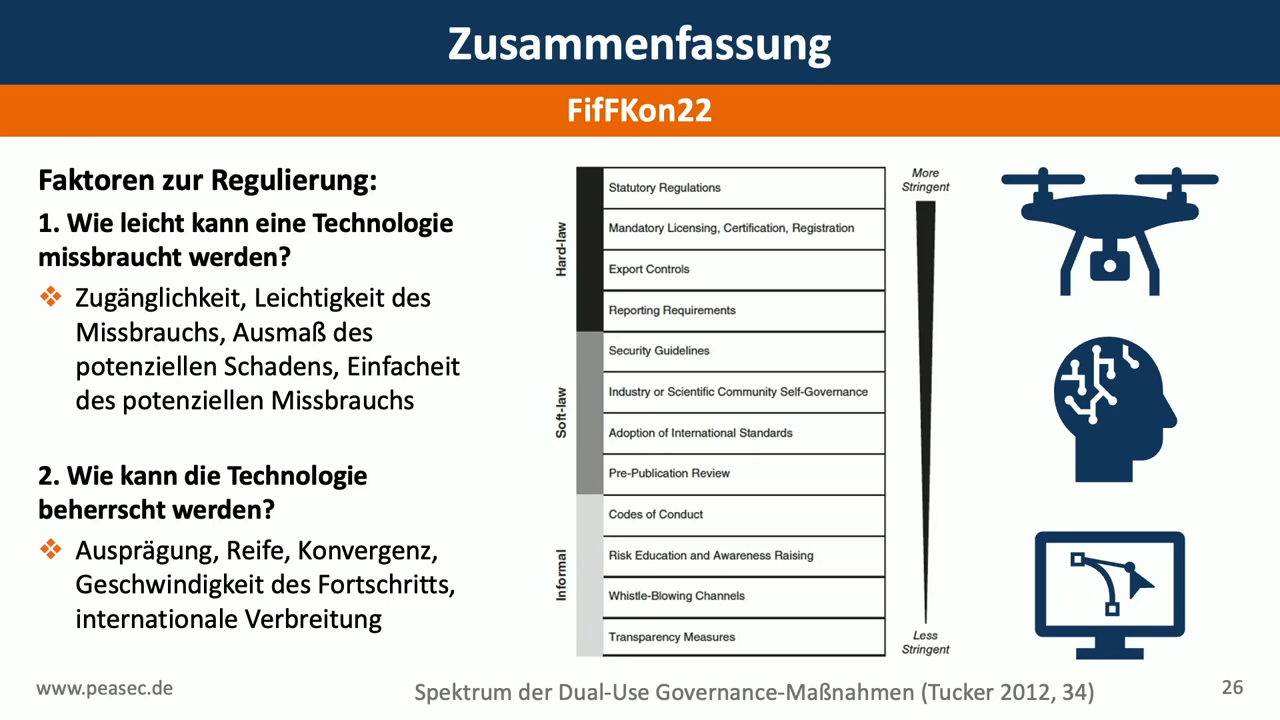 Zusammenfassung
FifFKon22
Faktoren zur Regulierung:
1. Wie leicht kann eine Technologie
missbraucht werden?
❖ Zugänglichkeit, Leichtigkeit des
Missbrauchs, Ausmaß des
potenziellen Schadens, Einfacheit
des potenziellen Missbrauchs
2. Wie kann die Technologie
beherrscht werden?
❖ Ausprägung, Reife, Konvergenz,
Geschwindigkeit des Fortschritts,
internationale Verbreitung
Hard-law
Statutory Regulations
Mandatory Licensing, Certification, Registration
Export Controls
Reporting Requirements
Soft-law
Security Guidelines
Industry or Scientific Community Self-Governance
Adoption of International Standards
Pre-Publication Review
Informal
Codes of Conduct
Risk Education and Awareness Raising
Whistle-Blowing Channels
Transparency Measures
More
Stringent
Less
Stringent
www.peasec.de
Spektrum der Dual-Use Governance-Maßnahmen (Tucker 2012, 34)
26